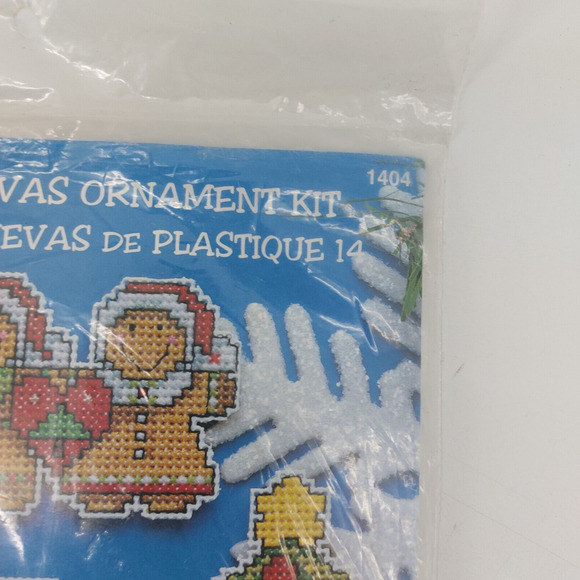 1404
VAS ORNAMENT KIT
EVAS DE PLASTIQUE 14